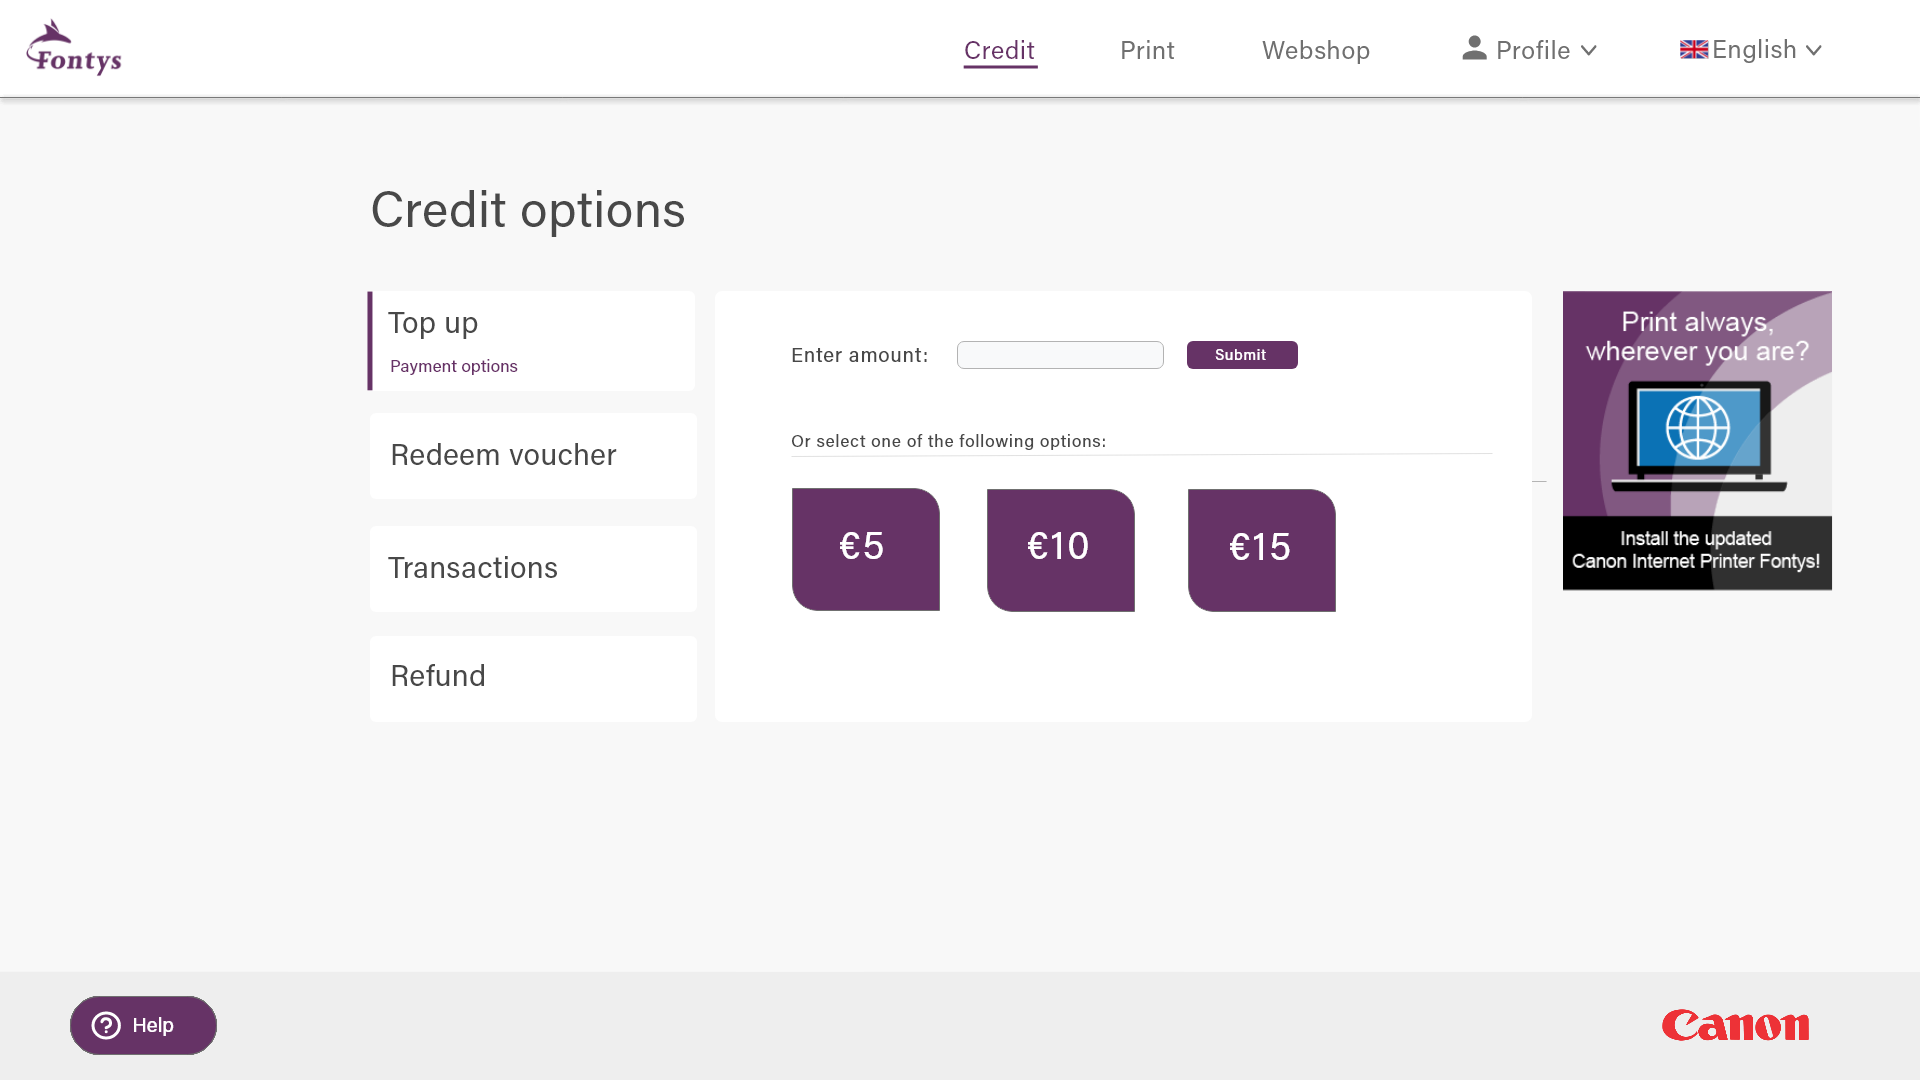 Fontys
Credit
Print
Webshop
Profile
English
Credit options
Top up
Payment options
Redeem voucher
Transactions
Refund
Enter amount:
Submit
Or select one of the following options:
€5
€10
€15
Print always,
wherever you are?
Install the updated
Canon Internet Printer Fontys!
? Help
Canon